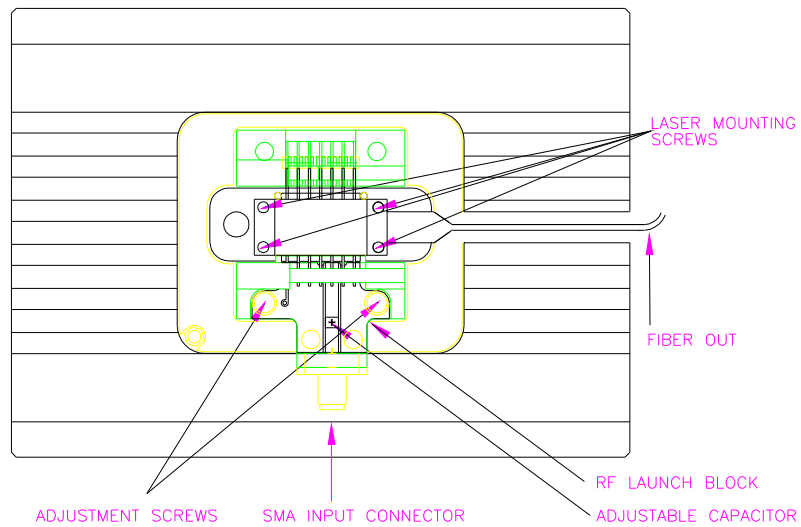 LASER MOUNTING
SCREWS
FIBER OUT
RF LAUNCH BLOCK
ADJUSTMENT SCREWS
SMA INPUT CONNECTOR
ADJUSTABLE CAPACITOR